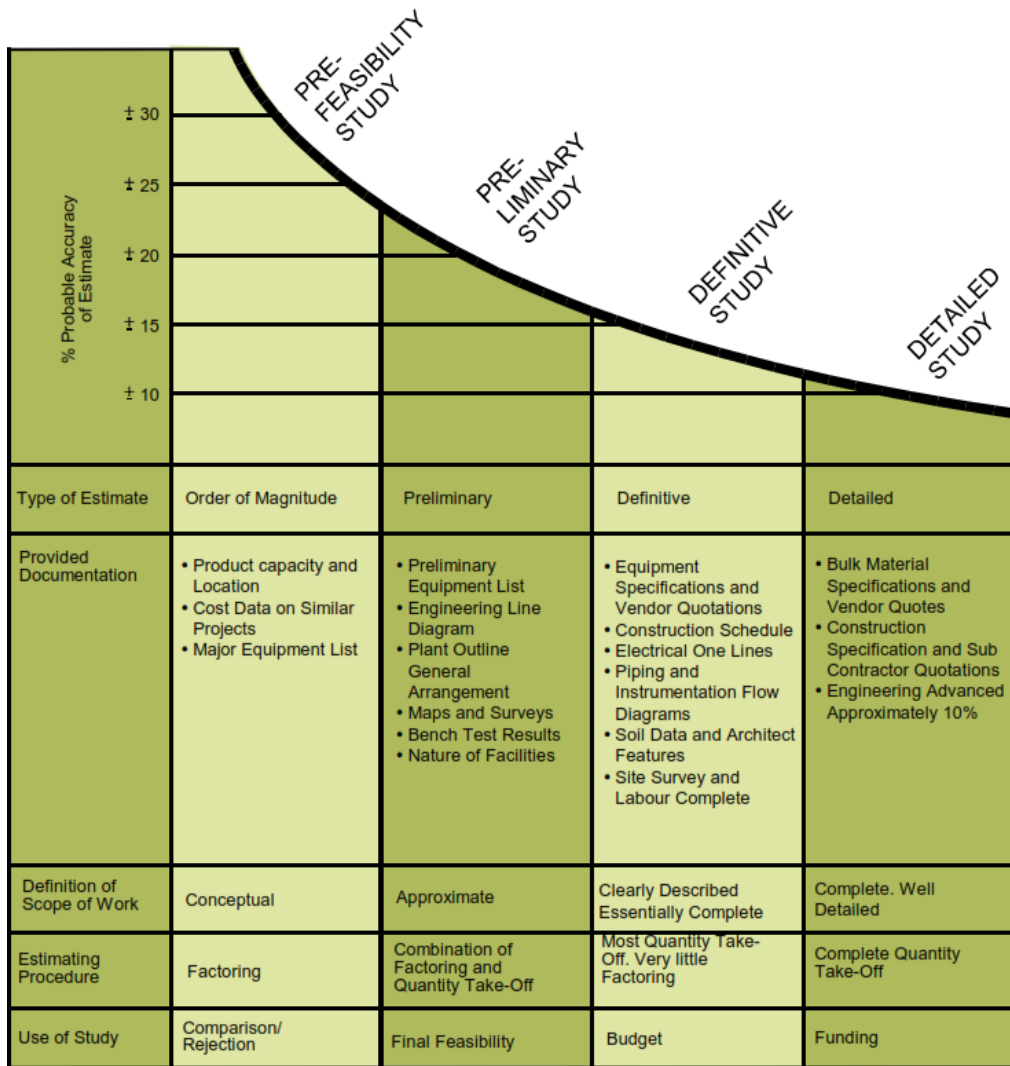 PRE-
FEASIBILITY
STUDY
PRE-
LIMINARY
STUDY
DEFINITIVE
STUDY
DETAILED
STUDY
% Probable Accuracy
of Estimate
± 30
± 25
± 20
± 15
± 10
Type of Estimate
Order of Magnitude
Preliminary
Definitive
Detailed
Provided
Documentation
• Product capacity and
Location
• Cost Data on Similar
Projects
• Major Equipment List
• Preliminary
Equipment List
• Engineering Line
Diagram
• Plant Outline
General
Arrangement
• Maps and Surveys
• Bench Test Results
• Nature of Facilities
• Equipment
Specifications and
Vendor Quotations
• Construction Schedule
• Electrical One Lines
• Piping and
Instrumentation Flow
Diagrams
• Soil Data and Architect
Features
• Site Survey and
Labour Complete
• Bulk Material
Specifications and
Vendor Quotes
• Construction
Specification and Sub
Contractor Quotations
• Engineering Advanced
Approximately 10%
Definition of
Scope of Work
Conceptual
Approximate
Clearly Described
Essentially Complete
Complete. Well
Detailed
Estimating
Procedure
Factoring
Combination of
Factoring and
Quantity Take-Off
Most Quantity Take-
Off. Very little
Factoring
Complete Quantity
Take-Off
Use of Study
Comparison/
Rejection
Final Feasibility
Budget
Funding